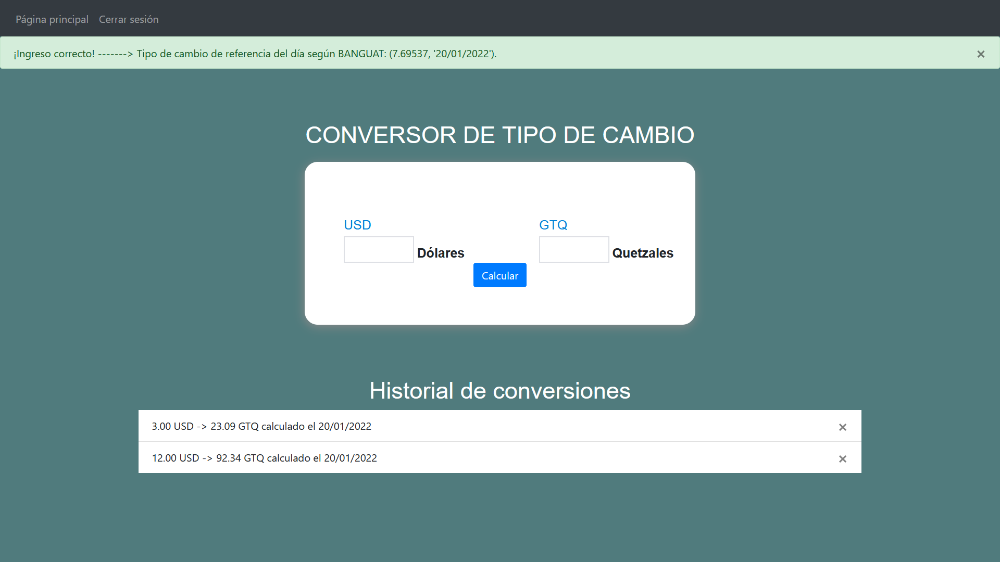 Página principal Cerrar sesión
¡Ingreso correcto! -------> Tipo de cambio de referencia del día según BANGUAT: (7.69537, '20/01/2022'). ×
CONVERSOR DE TIPO DE CAMBIO
USD GTQ
Dólares Quetzales
Calcular
Historial de conversiones
3.00 USD -> 23.09 GTQ calculado el 20/01/2022 ×
12.00 USD -> 92.34 GTQ calculado el 20/01/2022 ×